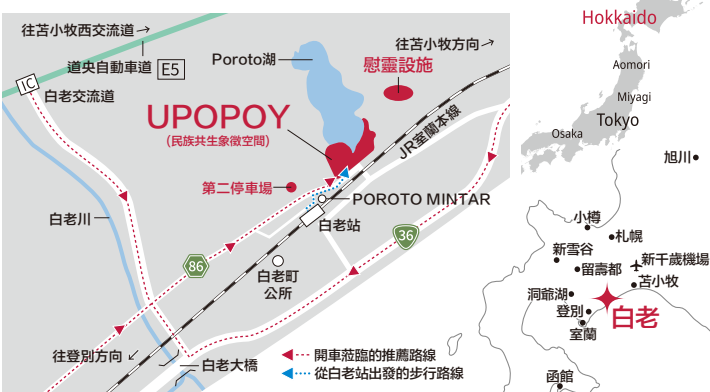 往苫小牧西交流道→
道央自動車道 E5
IC
白老交流道
Poroto湖
往苫小牧方向→
慰靈設施
UPOPOY
(民族共生象徵空間)
JR室蘭本線
第二停車場
POROTO MINTAR
白老川
白老站
36
86
白老町
公所
往登別方向↙
白老大橋
開車蒞臨的推薦路線
從白老站出發的步行路線
Hokkaido
Aomori
Miyagi
Tokyo
Osaka
旭川
小樽
札幌
新雪谷
新千歲機場
留壽都
苫小牧
洞爺湖
登別
白老
室蘭
函館